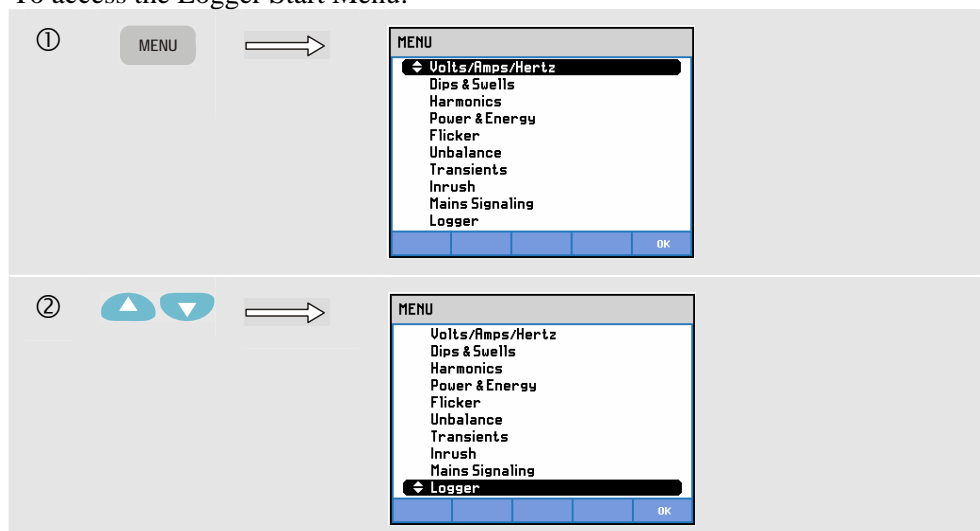 To access the Logger Start Menu:
①
MENU
MENU
Volts/Amps/Hertz
Dips & Swells
Harmonics
Power & Energy
Flicker
Unbalance
Transients
Inrush
Mains Signaling
Logger
OK
②
MENU
Volts/Amps/Hertz
Dips & Swells
Harmonics
Power & Energy
Flicker
Unbalance
Transients
Inrush
Mains Signaling
Logger
OK